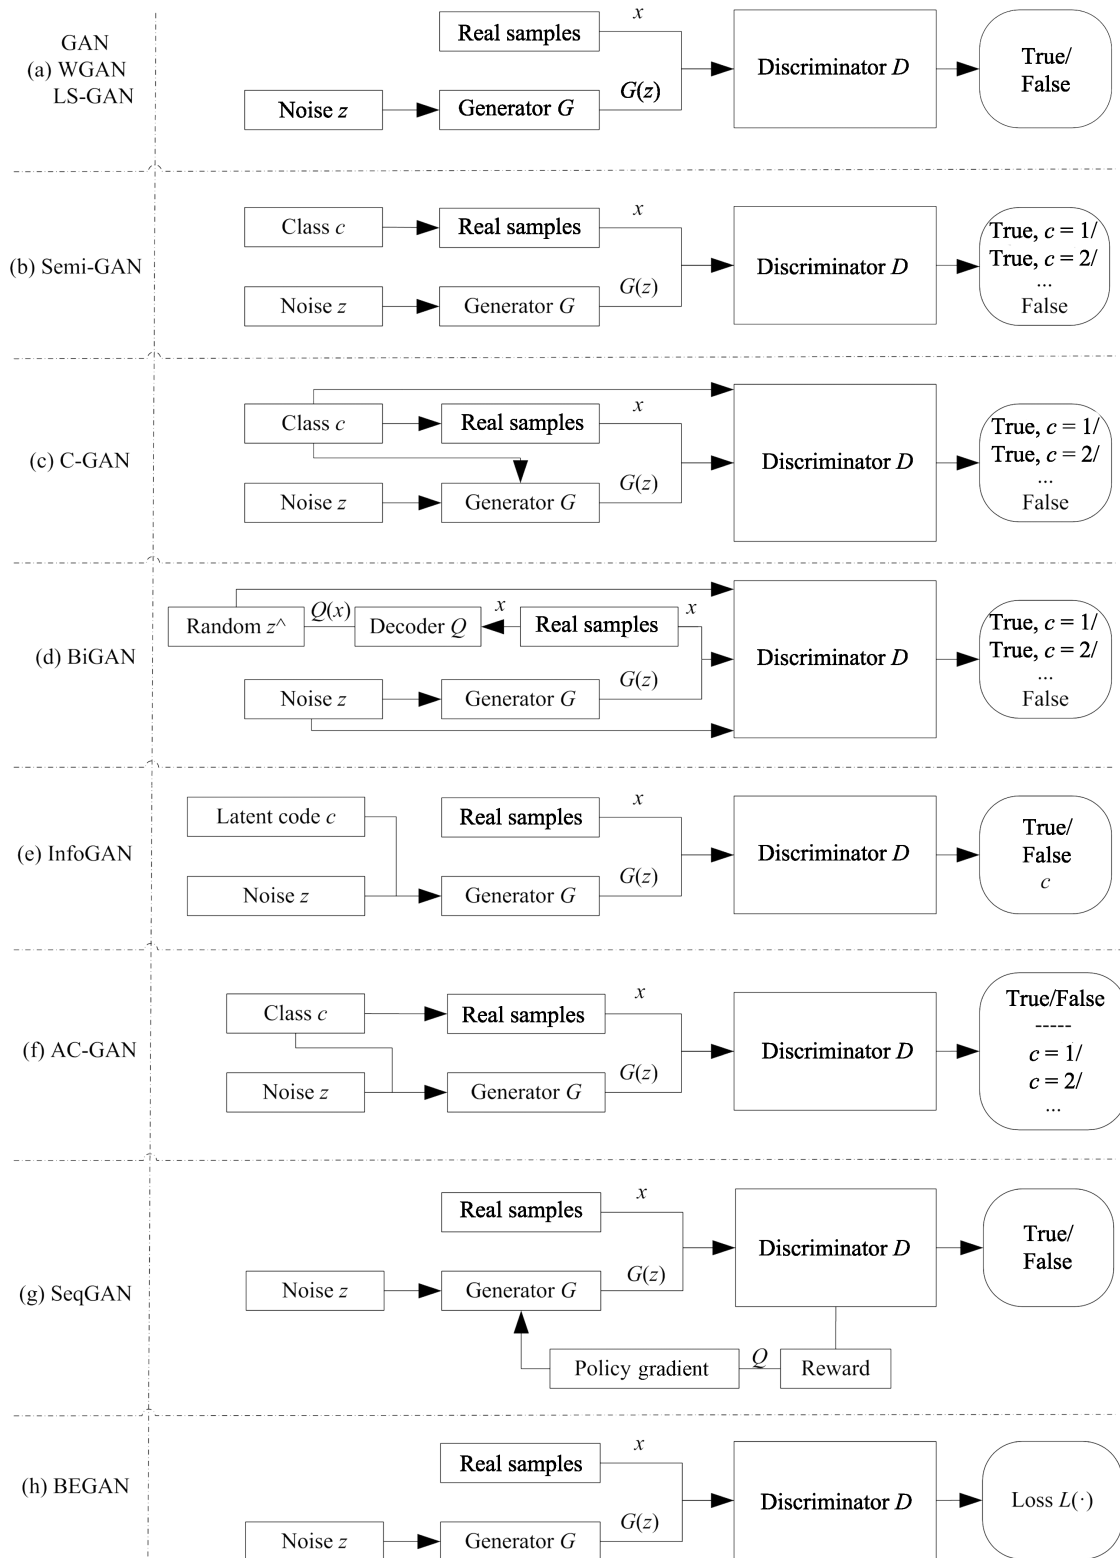 GAN
(a) WGAN
LS-GAN
Real samples
x
Noise z
Generator G
G(z)
Discriminator D
True/
False
(b) Semi-GAN
Class c
Real samples
x
Noise z
Generator G
G(z)
Discriminator D
True, c = 1/
True, c = 2/
...
False
(c) C-GAN
Class c
Real samples
x
Noise z
Generator G
G(z)
Discriminator D
True, c = 1/
True, c = 2/
...
False
(d) BiGAN
Random z^
Q(x)
Decoder Q
x
Real samples
x
Noise z
Generator G
G(z)
Discriminator D
True, c = 1/
True, c = 2/
...
False
(e) InfoGAN
Latent code c
Real samples
x
Noise z
Generator G
G(z)
Discriminator D
True/
False
c
(f) AC-GAN
Class c
Real samples
x
Noise z
Generator G
G(z)
Discriminator D
True/False
-----
c = 1/
c = 2/
...
(g) SeqGAN
Real samples
x
Noise z
Generator G
G(z)
Discriminator D
True/
False
Policy gradient
Q
Reward
(h) BEGAN
Real samples
x
Noise z
Generator G
G(z)
Discriminator D
Loss L(·)